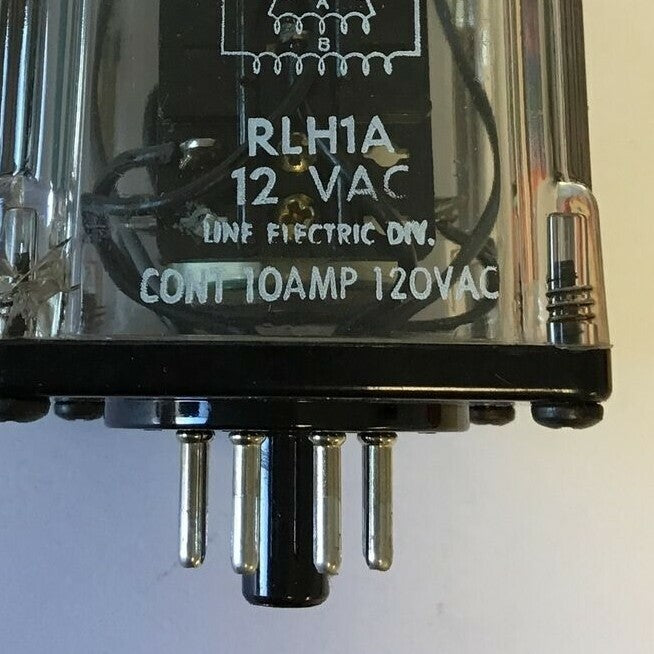 A
B
RLH1A
12 VAC
LINE ELECTRIC DIV.
CONT 10AMP 120VAC